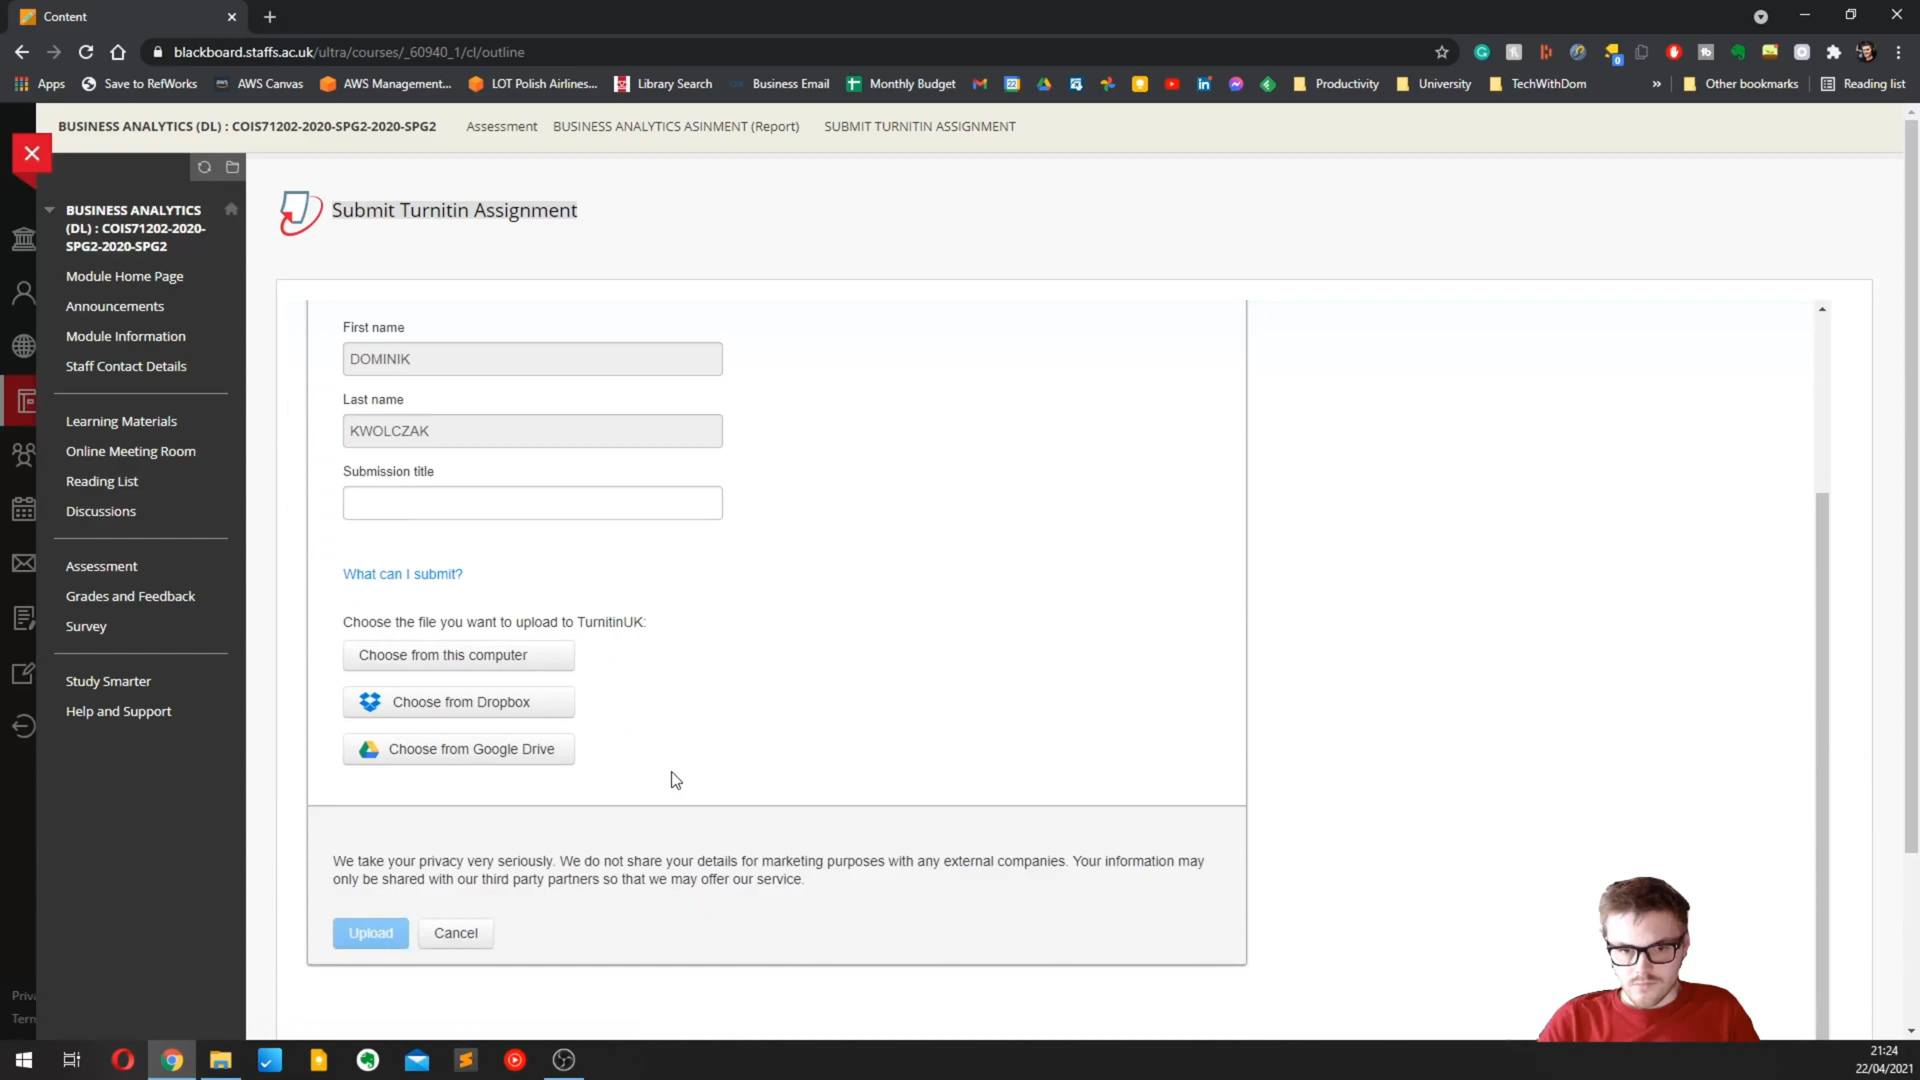 Content
blackboard.staffs.ac.uk/ultra/courses/_60940_1/cl/outline
Apps
Save to RefWorks
AWS Canvas
AWS Management...
LOT Polish Airlines...
Library Search
Business Email
Monthly Budget
Productivity
University
TechWithDom
»
Other bookmarks
Reading list
BUSINESS ANALYTICS (DL) : COIS71202-2020-SPG2-2020-SPG2
Assessment
BUSINESS ANALYTICS ASINMENT (Report)
SUBMIT TURNITIN ASSIGNMENT
BUSINESS ANALYTICS
(DL) : COIS71202-2020-
SPG2-2020-SPG2
Module Home Page
Announcements
Module Information
Staff Contact Details
Learning Materials
Online Meeting Room
Reading List
Discussions
Assessment
Grades and Feedback
Survey
Study Smarter
Help and Support
Priva
Term
Submit Turnitin Assignment
First name
DOMINIK
Last name
KWOLCZAK
Submission title
What can I submit?
Choose the file you want to upload to TurnitinUK:
Choose from this computer
Choose from Dropbox
Choose from Google Drive
We take your privacy very seriously. We do not share your details for marketing purposes with any external companies. Your information may
only be shared with our third party partners so that we may offer our service.
Upload
Cancel
21:24
22/04/2021